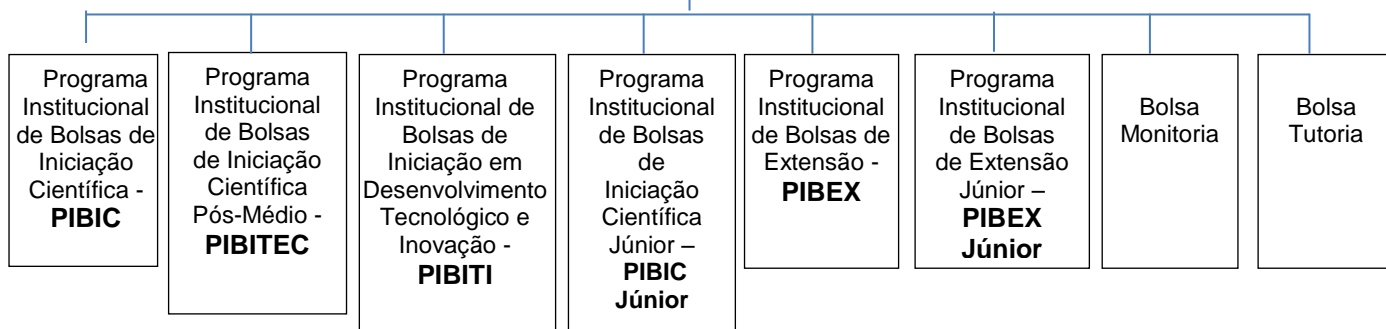 Programa
Institucional
de Bolsas de
Iniciação
Científica -
PIBIC
Programa
Institucional
de Bolsas
de Iniciação
Científica
Pós-Médio -
PIBITEC
Programa
Institucional de
Bolsas de
Iniciação em
Desenvolvimento
Tecnológico e
Inovação -
PIBITI
Programa
Institucional
de Bolsas
de
Iniciação
Científica
Júnior –
PIBIC
Júnior
Programa
Institucional
de Bolsas de
Extensão -
PIBEX
Programa
Institucional
de Bolsas
de Extensão
Júnior –
PIBEX
Júnior
Bolsa
Monitoria
Bolsa
Tutoria